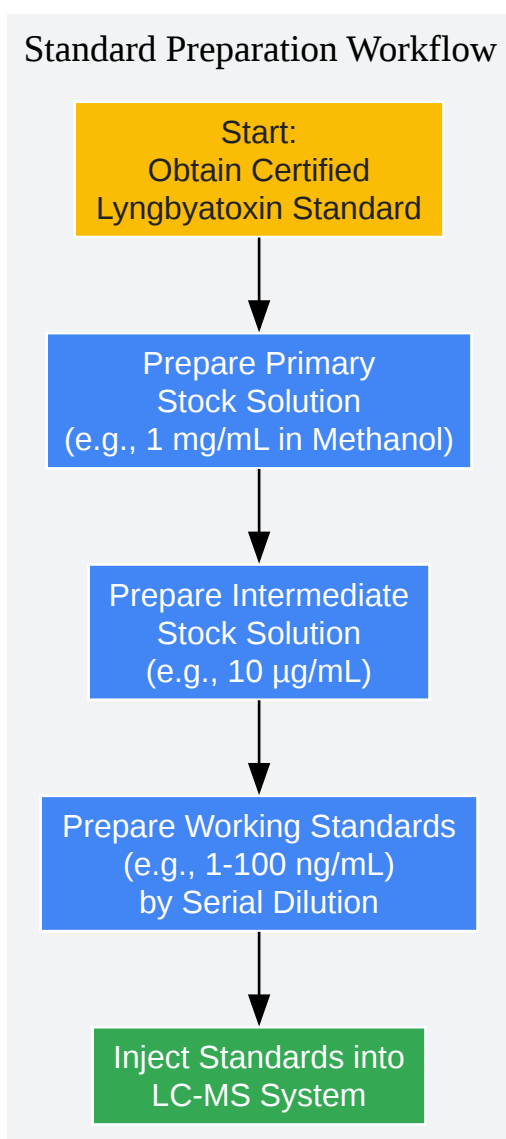 Standard Preparation Workflow
Start:
Obtain Certified
Lyngbyatoxin Standard
Prepare Primary
Stock Solution
(e.g., 1 mg/mL in Methanol)
Prepare Intermediate
Stock Solution
(e.g., 10 µg/mL)
Prepare Working Standards
(e.g., 1-100 ng/mL)
by Serial Dilution
Inject Standards into
LC-MS System